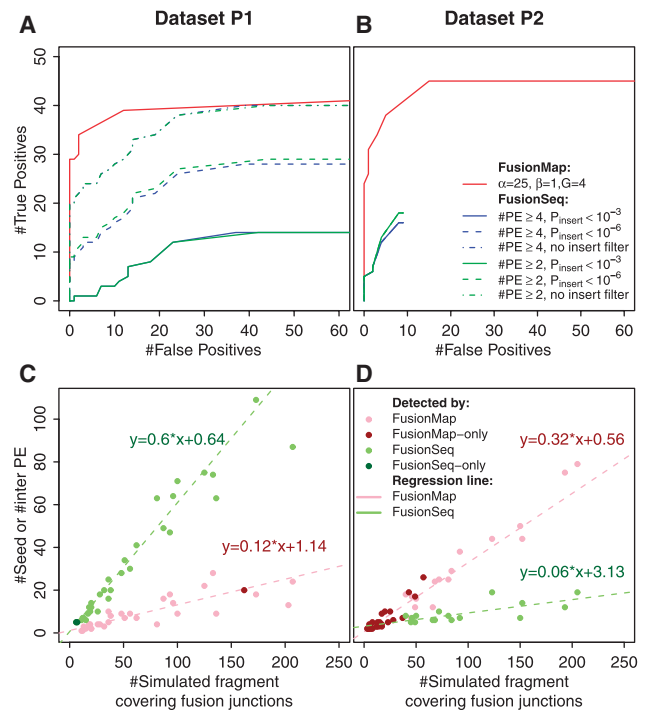 Dataset P1
Dataset P2
A
B
#True Positives
50
40
30
20
10
0
0 10 20 30 40 50 60
#False Positives
FusionMap:
α=25, β=1,G=4
FusionSeq:
#PE ≥ 4, Pinsert < 10⁻³
#PE ≥ 4, Pinsert < 10⁻⁶
#PE ≥ 4, no insert filter
#PE ≥ 2, Pinsert < 10⁻³
#PE ≥ 2, Pinsert < 10⁻⁶
#PE ≥ 2, no insert filter
0 10 20 30 40 50 60
#False Positives
C
D
#Seed or #inter PE
100
80
60
40
20
0
y=0.6*x+0.64
y=0.12*x+1.14
0 50 100 150 200 250
#Simulated fragment
covering fusion junctions
Detected by:
FusionMap
FusionMap−only
FusionSeq
FusionSeq−only
Regression line:
FusionMap
FusionSeq
y=0.32*x+0.56
y=0.06*x+3.13
0 50 100 150 200 250
#Simulated fragment
covering fusion junctions